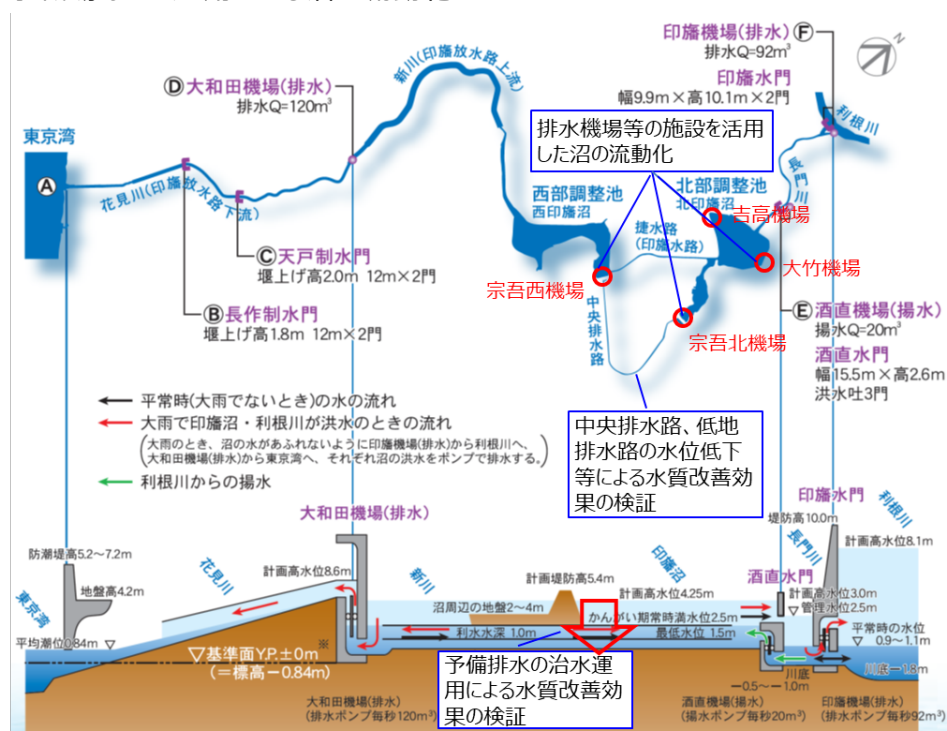 印旛機場(排水)Ⓕ
排水Q=92m³
印旛水門
幅9.9m×高10.1m×2門
N
利根川
Ⓓ大和田機場(排水)
排水Q=120m³
新川(印旛放水路上流)
東京湾
Ⓐ
花見川(印旛放水路下流)
Ⓒ天戸制水門
堰上げ高2.0m 12m×2門
Ⓑ長作制水門
堰上げ高1.8m 12m×2門
排水機場等の施設を活用
した沼の流動化
西部調整池
西印旛沼
北部調整池
北印旛沼
長門川
捷水路
(印旛水路)
吉高機場
大竹機場
宗吾西機場
宗吾北機場
中央排水路
Ⓔ酒直機場(揚水)
揚水Q=20m³
酒直水門
幅15.5m×高2.6m
洪水吐3門
平常時(大雨でないとき)の水の流れ
大雨で印旛沼・利根川が洪水のときの流れ
(大雨のとき、沼の水があふれないように印旛機場(排水)から利根川へ、
大和田機場(排水)から東京湾へ、それぞれ沼の洪水をポンプで排水する。)
利根川からの揚水
中央排水路、低地
排水路の水位低下
等による水質改善効
果の検証
大和田機場(排水)
印旛水門
利根川
堤防高10.0m
長門川
計画高水位8.1m
防潮堤高5.2〜7.2m
地盤高4.2m
花見川
計画高水位8.6m
新川
計画堤防高5.4m
印旛沼
計画高水位4.25m
酒直水門
計画高水位3.0m
管理水位2.5m
東京湾
沼周辺の地盤2〜4m
かんがい期常時満水位2.5m
平均潮位0.84m
利水水深 1.0m
最低水位 1.5m
平常時の水位
0.9〜1.1m
※
▽基準面Y.P.±0m
(=標高−0.84m)
予備排水の治水運
用による水質改善効
果の検証
川底
−0.5〜−1.0m
川底−1.8m
大和田機場(排水)
(排水ポンプ毎秒120m³)
酒直機場(揚水)
(揚水ポンプ毎秒20m³)
印旛機場(排水)
(排水ポンプ毎秒92m³)